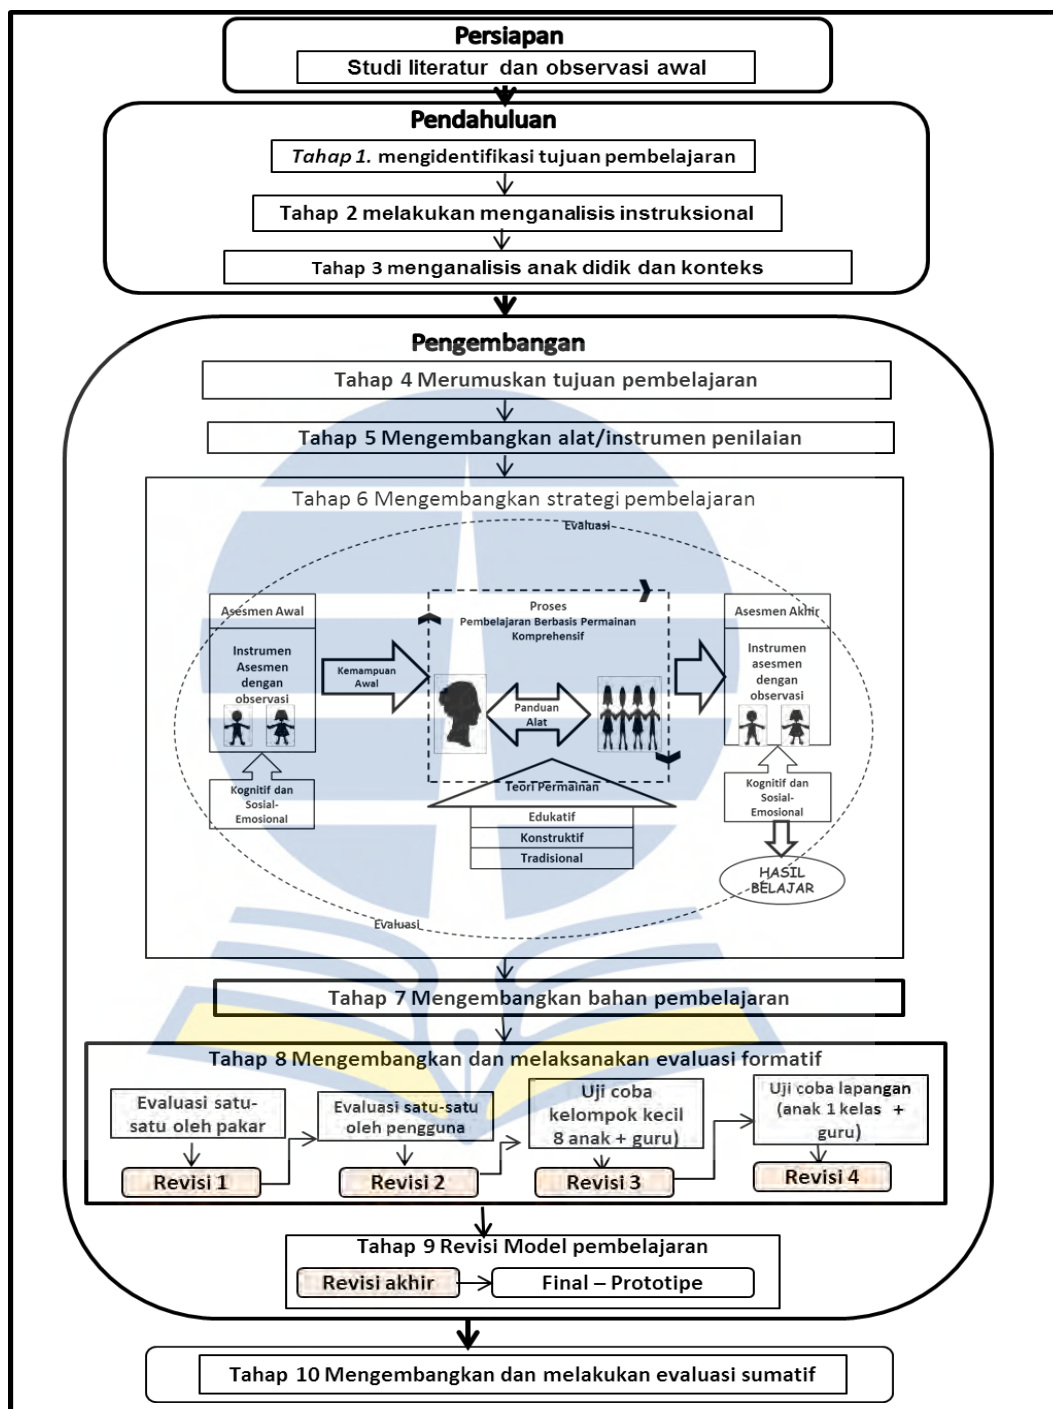 Persiapan
Studi literatur dan observasi awal
Pendahuluan
Tahap 1. mengidentifikasi tujuan pembelajaran
Tahap 2 melakukan menganalisis instruksional
Tahap 3 menganalisis anak didik dan konteks
Pengembangan
Tahap 4 Merumuskan tujuan pembelajaran
Tahap 5 Mengembangkan alat/instrumen penilaian
Tahap 6 Mengembangkan strategi pembelajaran
Evaluasi
Asesmen Awal
Instrumen
Asesmen
dengan
observasi
Kognitif dan
Sosial-
Emosional
Kemampuan
Awal
Proses
Pembelajaran Berbasis Permainan
Komprehensif
Panduan
Alat
Teori Permainan
Edukatif
Konstruktif
Tradisional
Asesmen Akhir
Instrumen
asesmen
dengan
observasi
Kognitif dan
Sosial-
Emosional
HASIL
BELAJAR
Evaluasi
Tahap 7 Mengembangkan bahan pembelajaran
Tahap 8 Mengembangkan dan melaksanakan evaluasi formatif
Evaluasi satu-
satu oleh pakar
Revisi 1
Evaluasi satu-satu
oleh pengguna
Revisi 2
Uji coba
kelompok kecil
8 anak + guru)
Revisi 3
Uji coba lapangan
(anak 1 kelas +
guru)
Revisi 4
Tahap 9 Revisi Model pembelajaran
Revisi akhir
Final – Prototipe
Tahap 10 Mengembangkan dan melakukan evaluasi sumatif